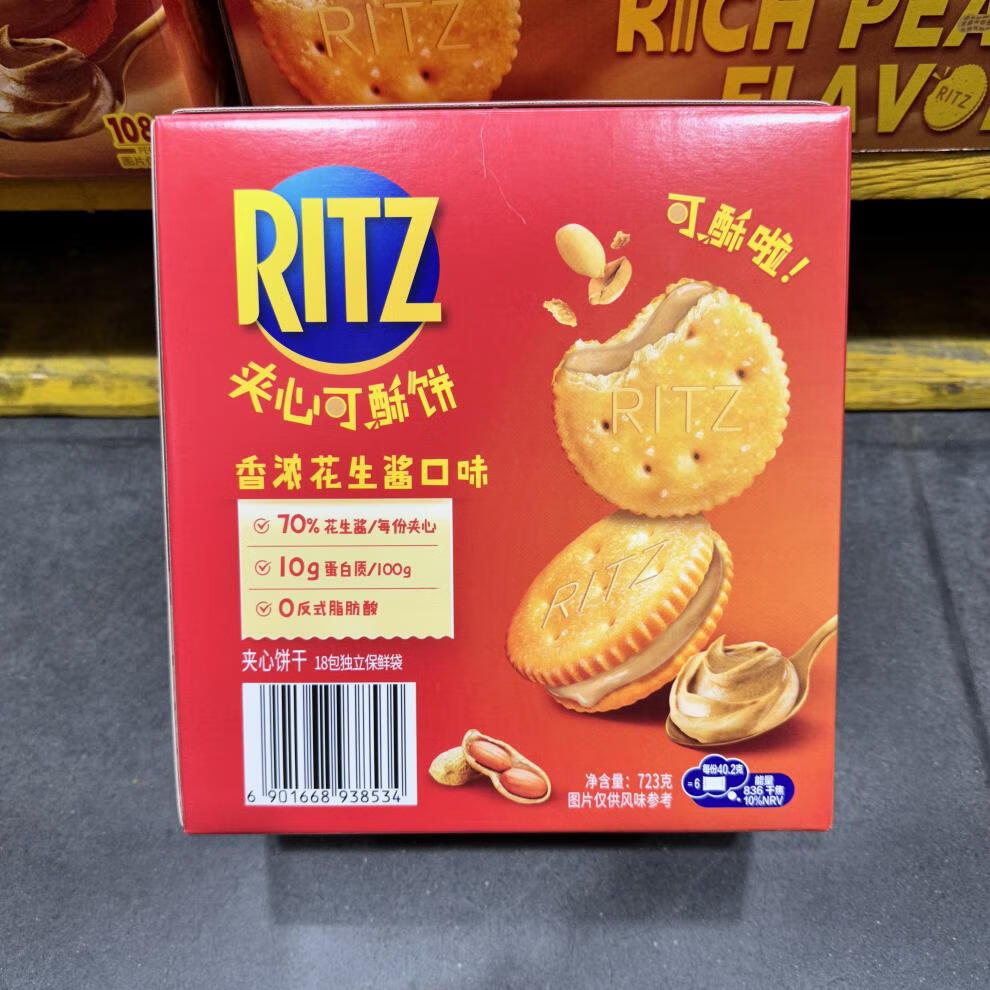 RITZ
RICH PEA
FLAVO
RITZ
108
RITZ
可酥啦!
夹心可酥饼
RITZ
香浓花生酱口味
70% 花生酱/每份夹心
10g 蛋白质/100g
0反式脂肪酸
RITZ
夹心饼干 18包独立保鲜袋
6 901668 938534
净含量: 723克
图片仅供风味参考
每份40.2克
=6
能量
836 千焦
10%NRV